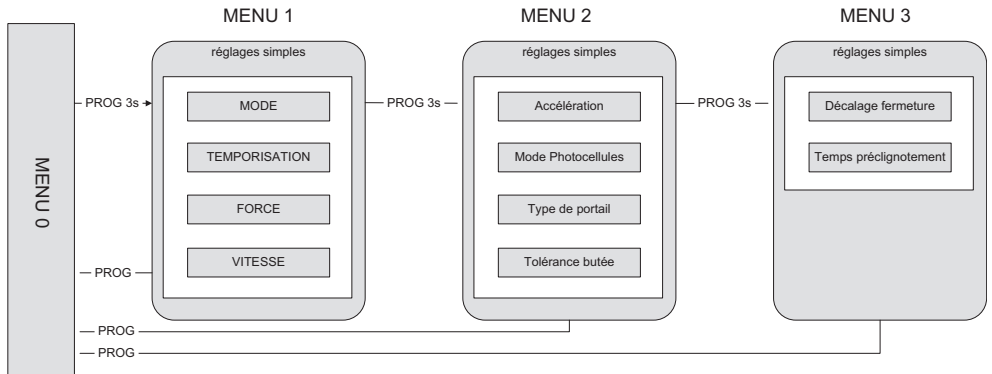 MENU 1
MENU 2
MENU 3
MENU 0
réglages simples
réglages simples
réglages simples
PROG 3s
MODE
PROG 3s
Accélération
PROG 3s
Décalage fermeture
TEMPORISATION
Mode Photocellules
Temps préclignotement
FORCE
Type de portail
VITESSE
Tolérance butée
PROG
PROG
PROG